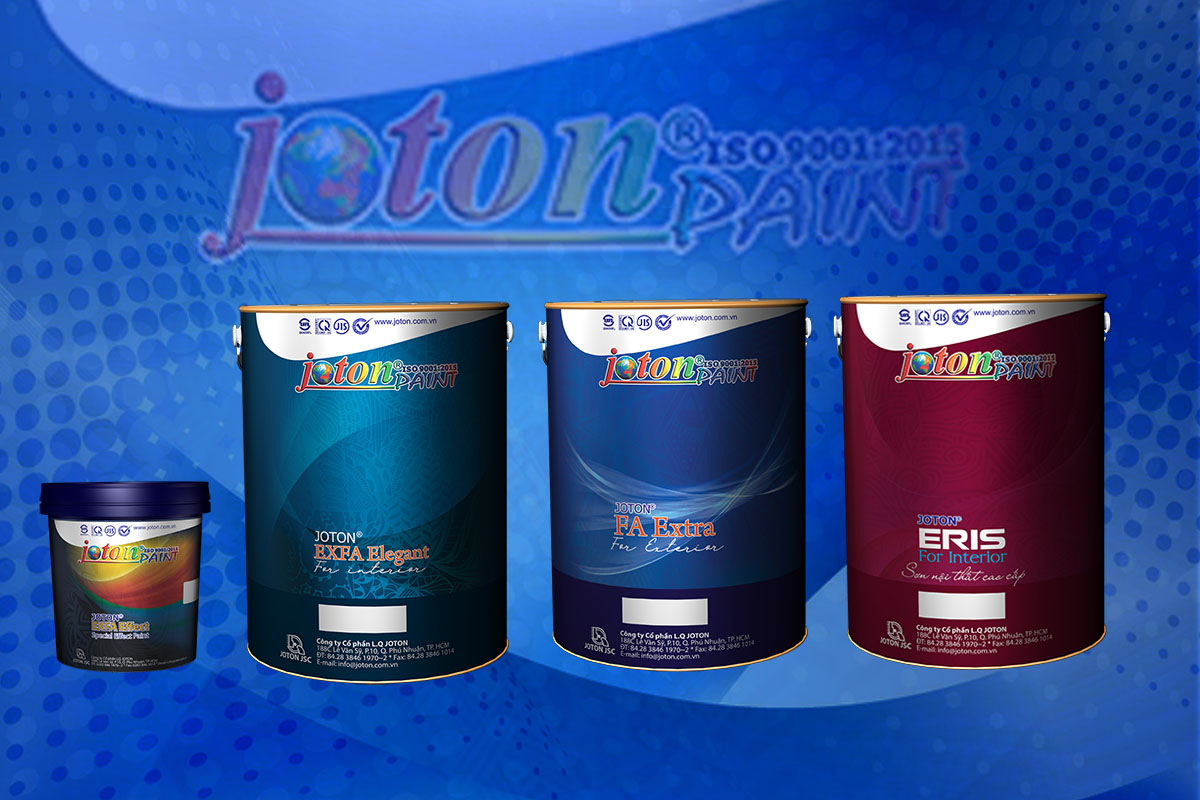 joton® ISO 9001:2015
PAINT
www.joton.com.vn
joton® ISO 9001:2015
PAINT
JOTON®
EXFA Effect
Special Effect Paint
QUATEST JIS www.joton.com.vn
joton® ISO 9001:2015
PAINT
JOTON®
EXFA Elegant
For interior
JOTON JSC
Công ty Cổ phần L.Q JOTON
188C Lê Văn Sỹ, P.10, Q. Phú Nhuận, TP. HCM
ĐT: 84.28 3846 1970~2 * Fax: 84.28 3846 1014
E-mail: info@joton.com.vn
JIS www.joton.com.vn
joton® ISO 9001:2015
PAINT
JOTON®
FA Extra
For Exterior
JOTON JSC
Công ty Cổ phần L.Q JOTON
188C Lê Văn Sỹ, P.10, Q. Phú Nhuận, TP. HCM
ĐT: 84.28 3846 1970~2 * Fax: 84.28 3846 1014
E-mail: info@joton.com.vn
JIS www.joton.com.vn
joton® ISO 9001:2015
PAINT
JOTON®
ERIS
For Interior
Sơn nội thất cao cấp
JOTON JSC
Công ty Cổ phần L.Q JOTON
188C Lê Văn Sỹ, P.10, Q. Phú Nhuận, TP. HCM
ĐT: 84.28 3846 1970~2 * Fax: 84.28 3846 1014
E-mail: info@joton.com.vn